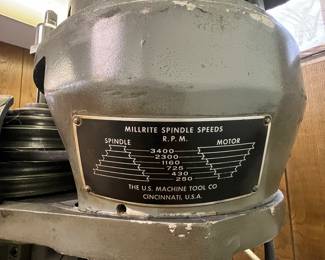 MILLRITE SPINDLE SPEEDS
R.P.M.
SPINDLE MOTOR
3400
2300
1160
725
430
250
THE U.S. MACHINE TOOL CO
CINCINNATI, U.S.A.